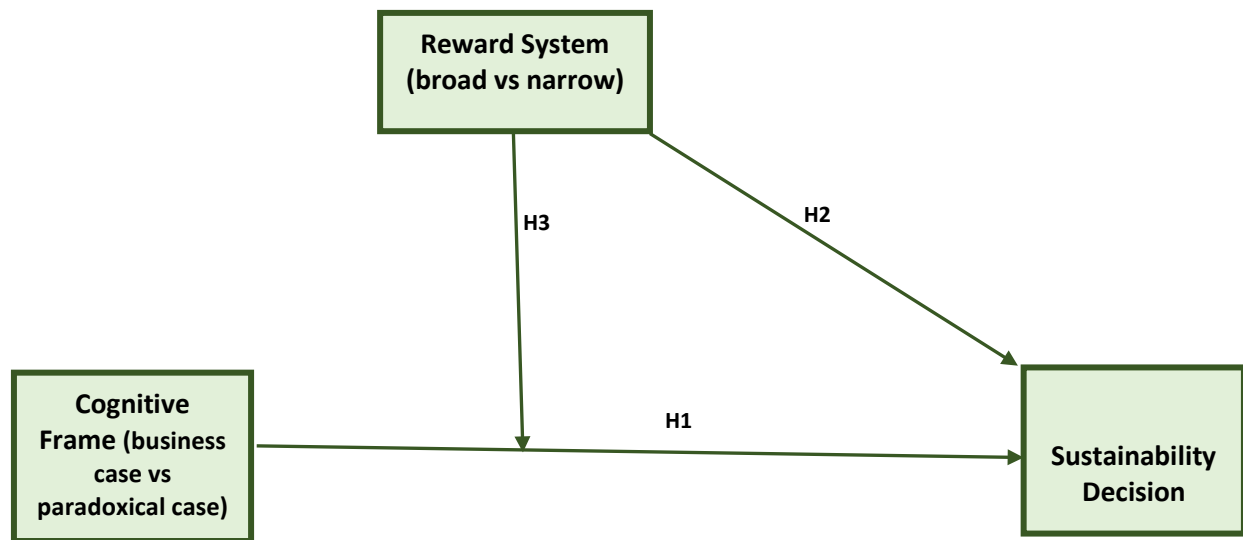 Reward System
(broad vs narrow)
H3
H2
H1
Cognitive
Frame (business
case vs
paradoxical case)
Sustainability
Decision